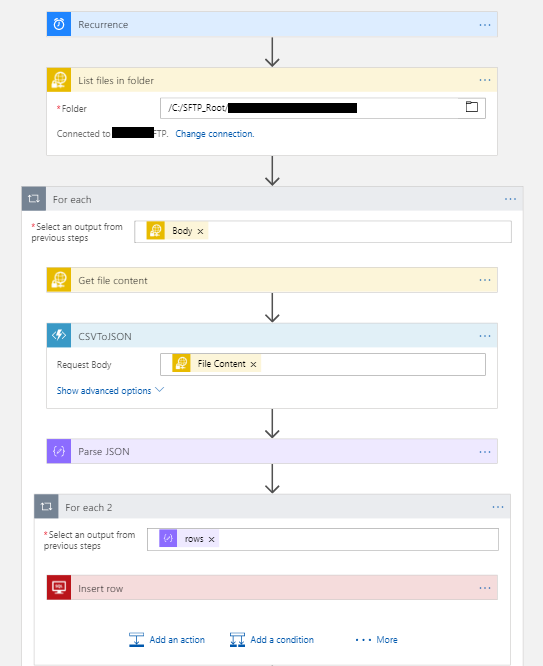 Recurrence
List files in folder
*Folder
/C:/SFTP_Root/
Connected to FTP. Change connection.
For each
*Select an output from
previous steps
Body ×
Get file content
CSVToJSON
Request Body
File Content ×
Show advanced options
Parse JSON
For each 2
*Select an output from
previous steps
rows ×
Insert row
Add an action
Add a condition
More